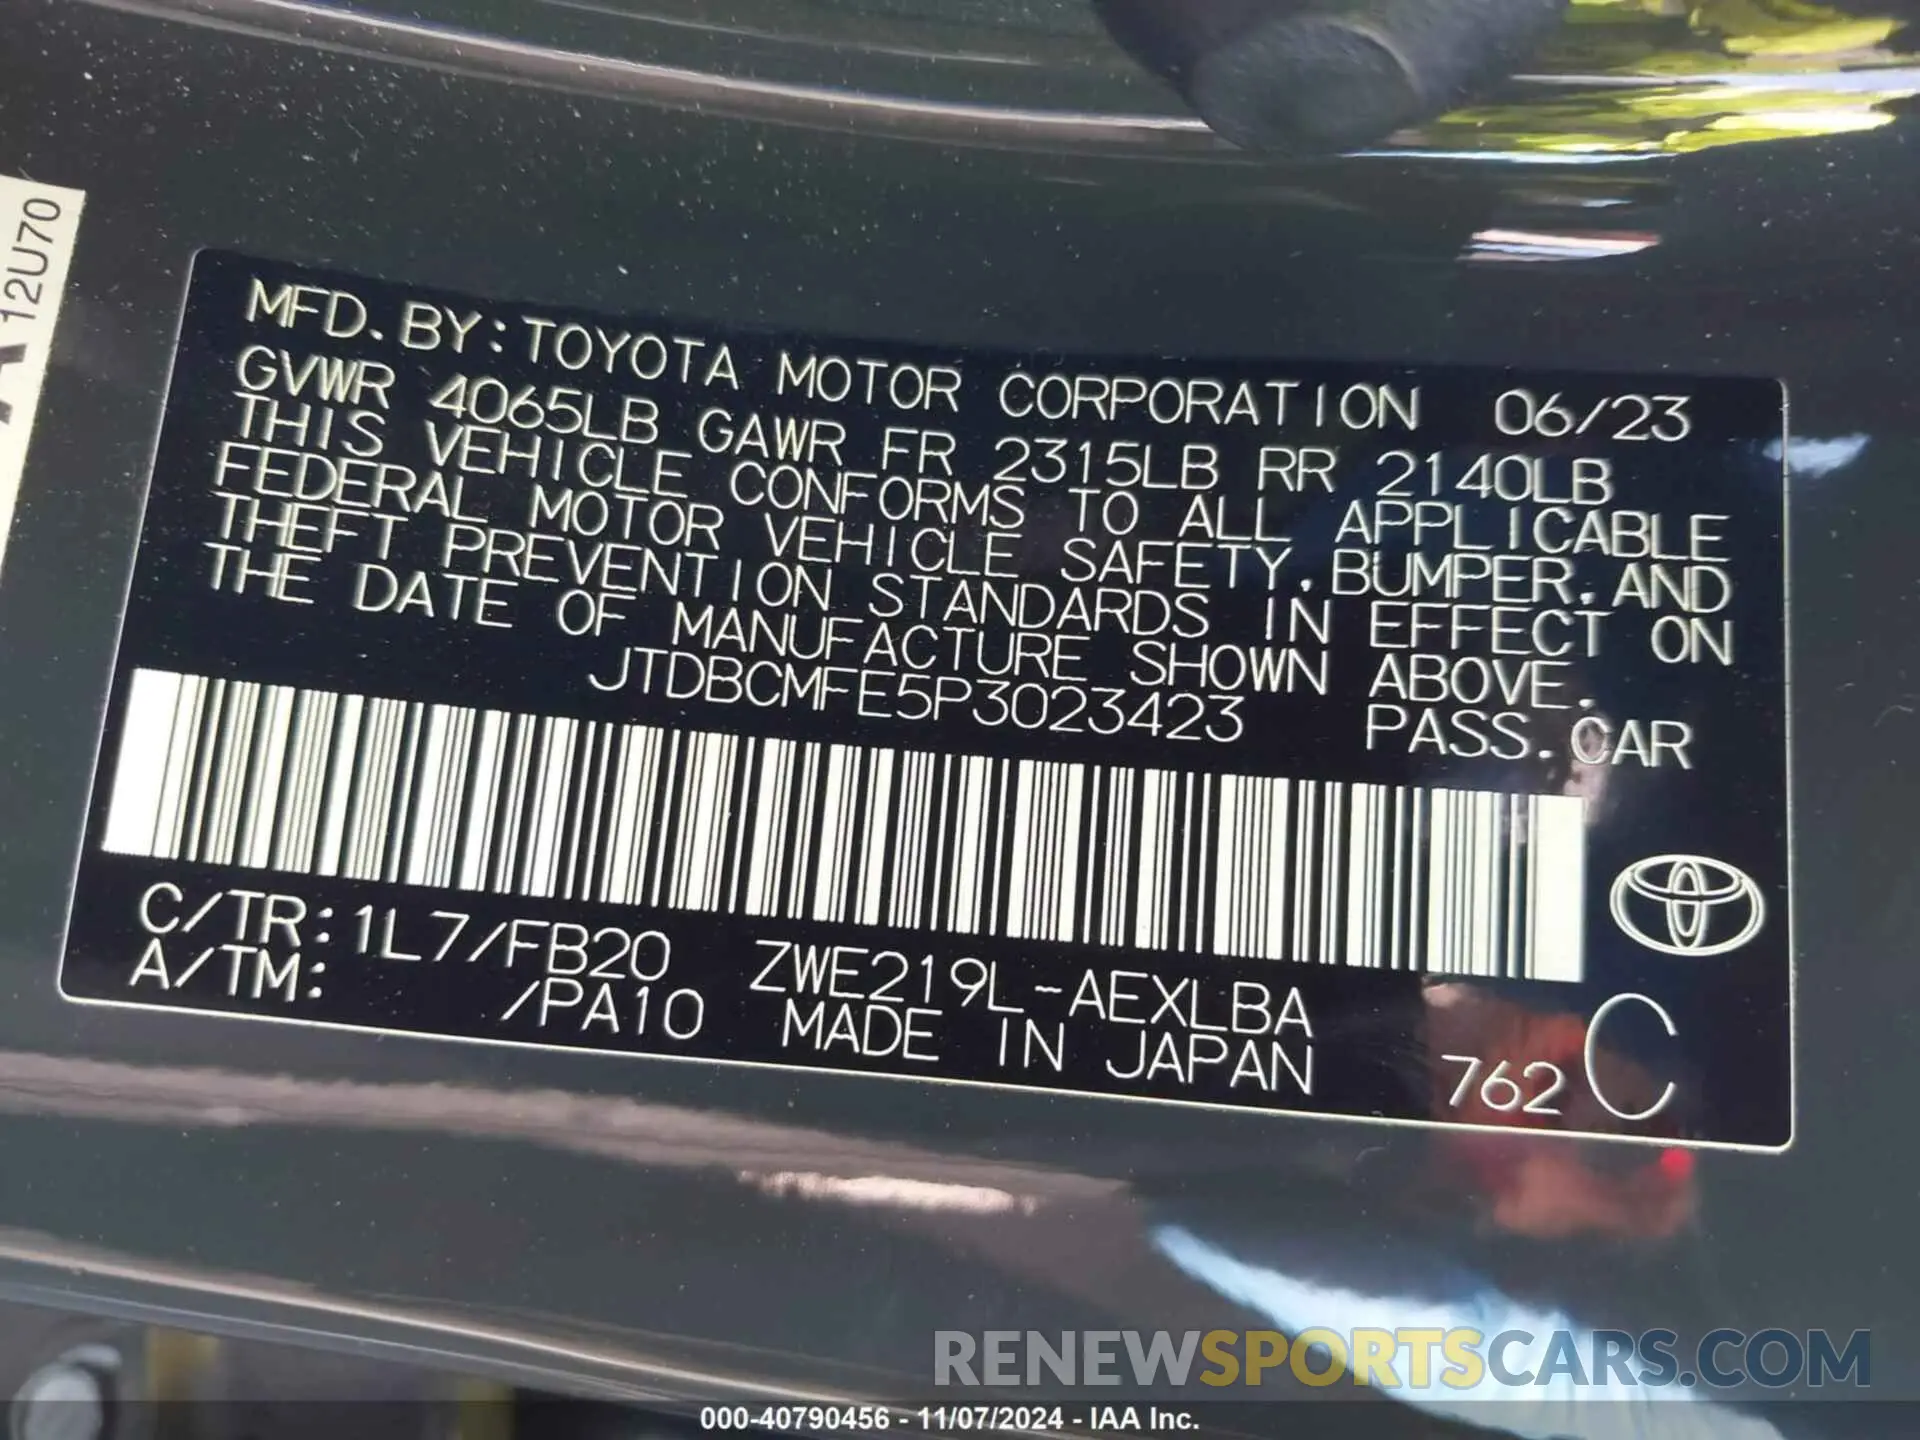 12U70
MFD. BY: TOYOTA MOTOR CORPORATION 06/23
GVWR 4065LB GAWR FR 2315LB RR 2140LB
THIS VEHICLE CONFORMS TO ALL APPLICABLE
FEDERAL MOTOR VEHICLE SAFETY, BUMPER, AND
THEFT PREVENTION STANDARDS IN EFFECT ON
THE DATE OF MANUFACTURE SHOWN ABOVE.
JTDBCMFE5P3023423 PASS. CAR
C/TR: 1L7/FB20 ZWE219L-AEXLBA
A/TM: /PA10 MADE IN JAPAN 762 C
RENEWSPORTSCARS.COM
000-40790456 - 11/07/2024 - IAA Inc.